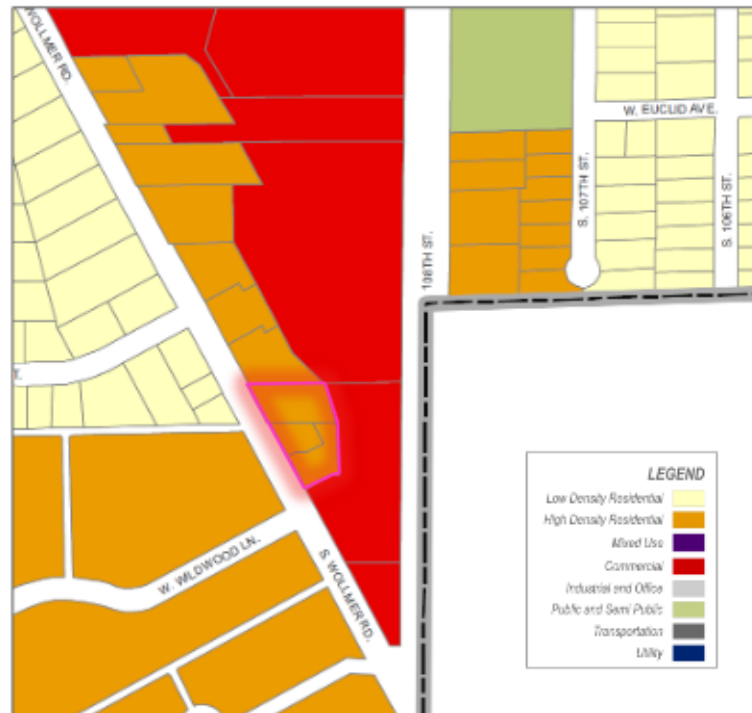 WOLLMER RD.
W. EUCLID AVE.
S. 107TH ST.
S. 106TH ST.
108TH ST.
T.
W. WILDWOOD LN.
S. WOLLMER RD.
LEGEND
Low Density Residential
High Density Residential
Mixed Use
Commercial
Industrial and Office
Public and Semi Public
Transportation
Utility